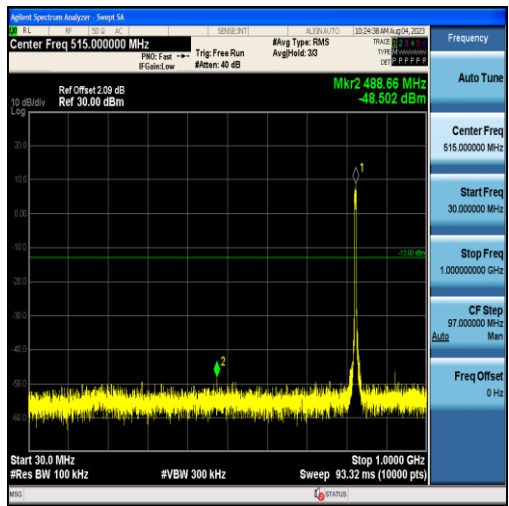 Agilent Spectrum Analyzer - Swept SA
RL RF 50 Ω AC SENSE:INT ALIGNAUTO 10:24:38 AM Aug 04, 2023
Center Freq 515.000000 MHz #Avg Type: RMS TRACE 1 2 3 4 5 6 Frequency
PNO: Fast Trig: Free Run Avg|Hold: 3/3 TYPE
IFGain:Low #Atten: 40 dB DET P P P P P P
Auto Tune
Mkr2 488.66 MHz
Ref Offset 2.09 dB
10 dB/div Ref 30.00 dBm -48.502 dBm
Log
Center Freq
515.000000 MHz
20.0
1
10.0
Start Freq
30.000000 MHz
0.00
-10.0
-13.00 dBm
Stop Freq
1.000000000 GHz
-20.0
-30.0
CF Step
97.000000 MHz
Auto Man
-40.0
2
Freq Offset
0 Hz
-50.0
-60.0
Start 30.0 MHz Stop 1.0000 GHz
#Res BW 100 kHz #VBW 300 kHz Sweep 93.32 ms (10000 pts)
MSG STATUS